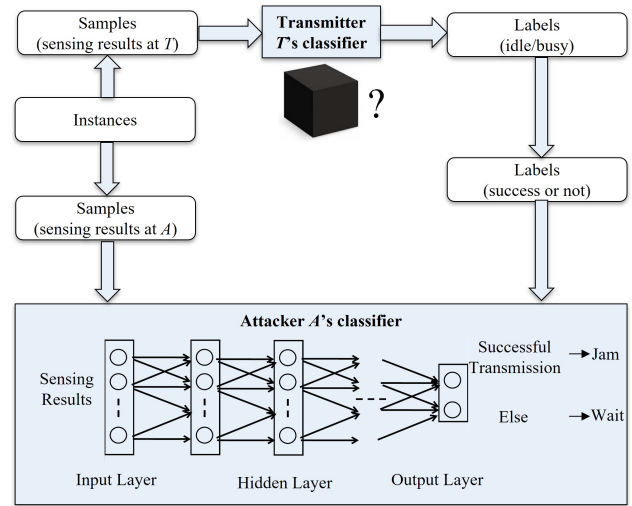 Samples
(sensing results at T)
Transmitter
T's classifier
Labels
(idle/busy)
?
Instances
Labels
(success or not)
Samples
(sensing results at A)
Attacker A's classifier
Sensing
Results
Successful
Transmission
Jam
Else
Wait
Input Layer
Hidden Layer
Output Layer